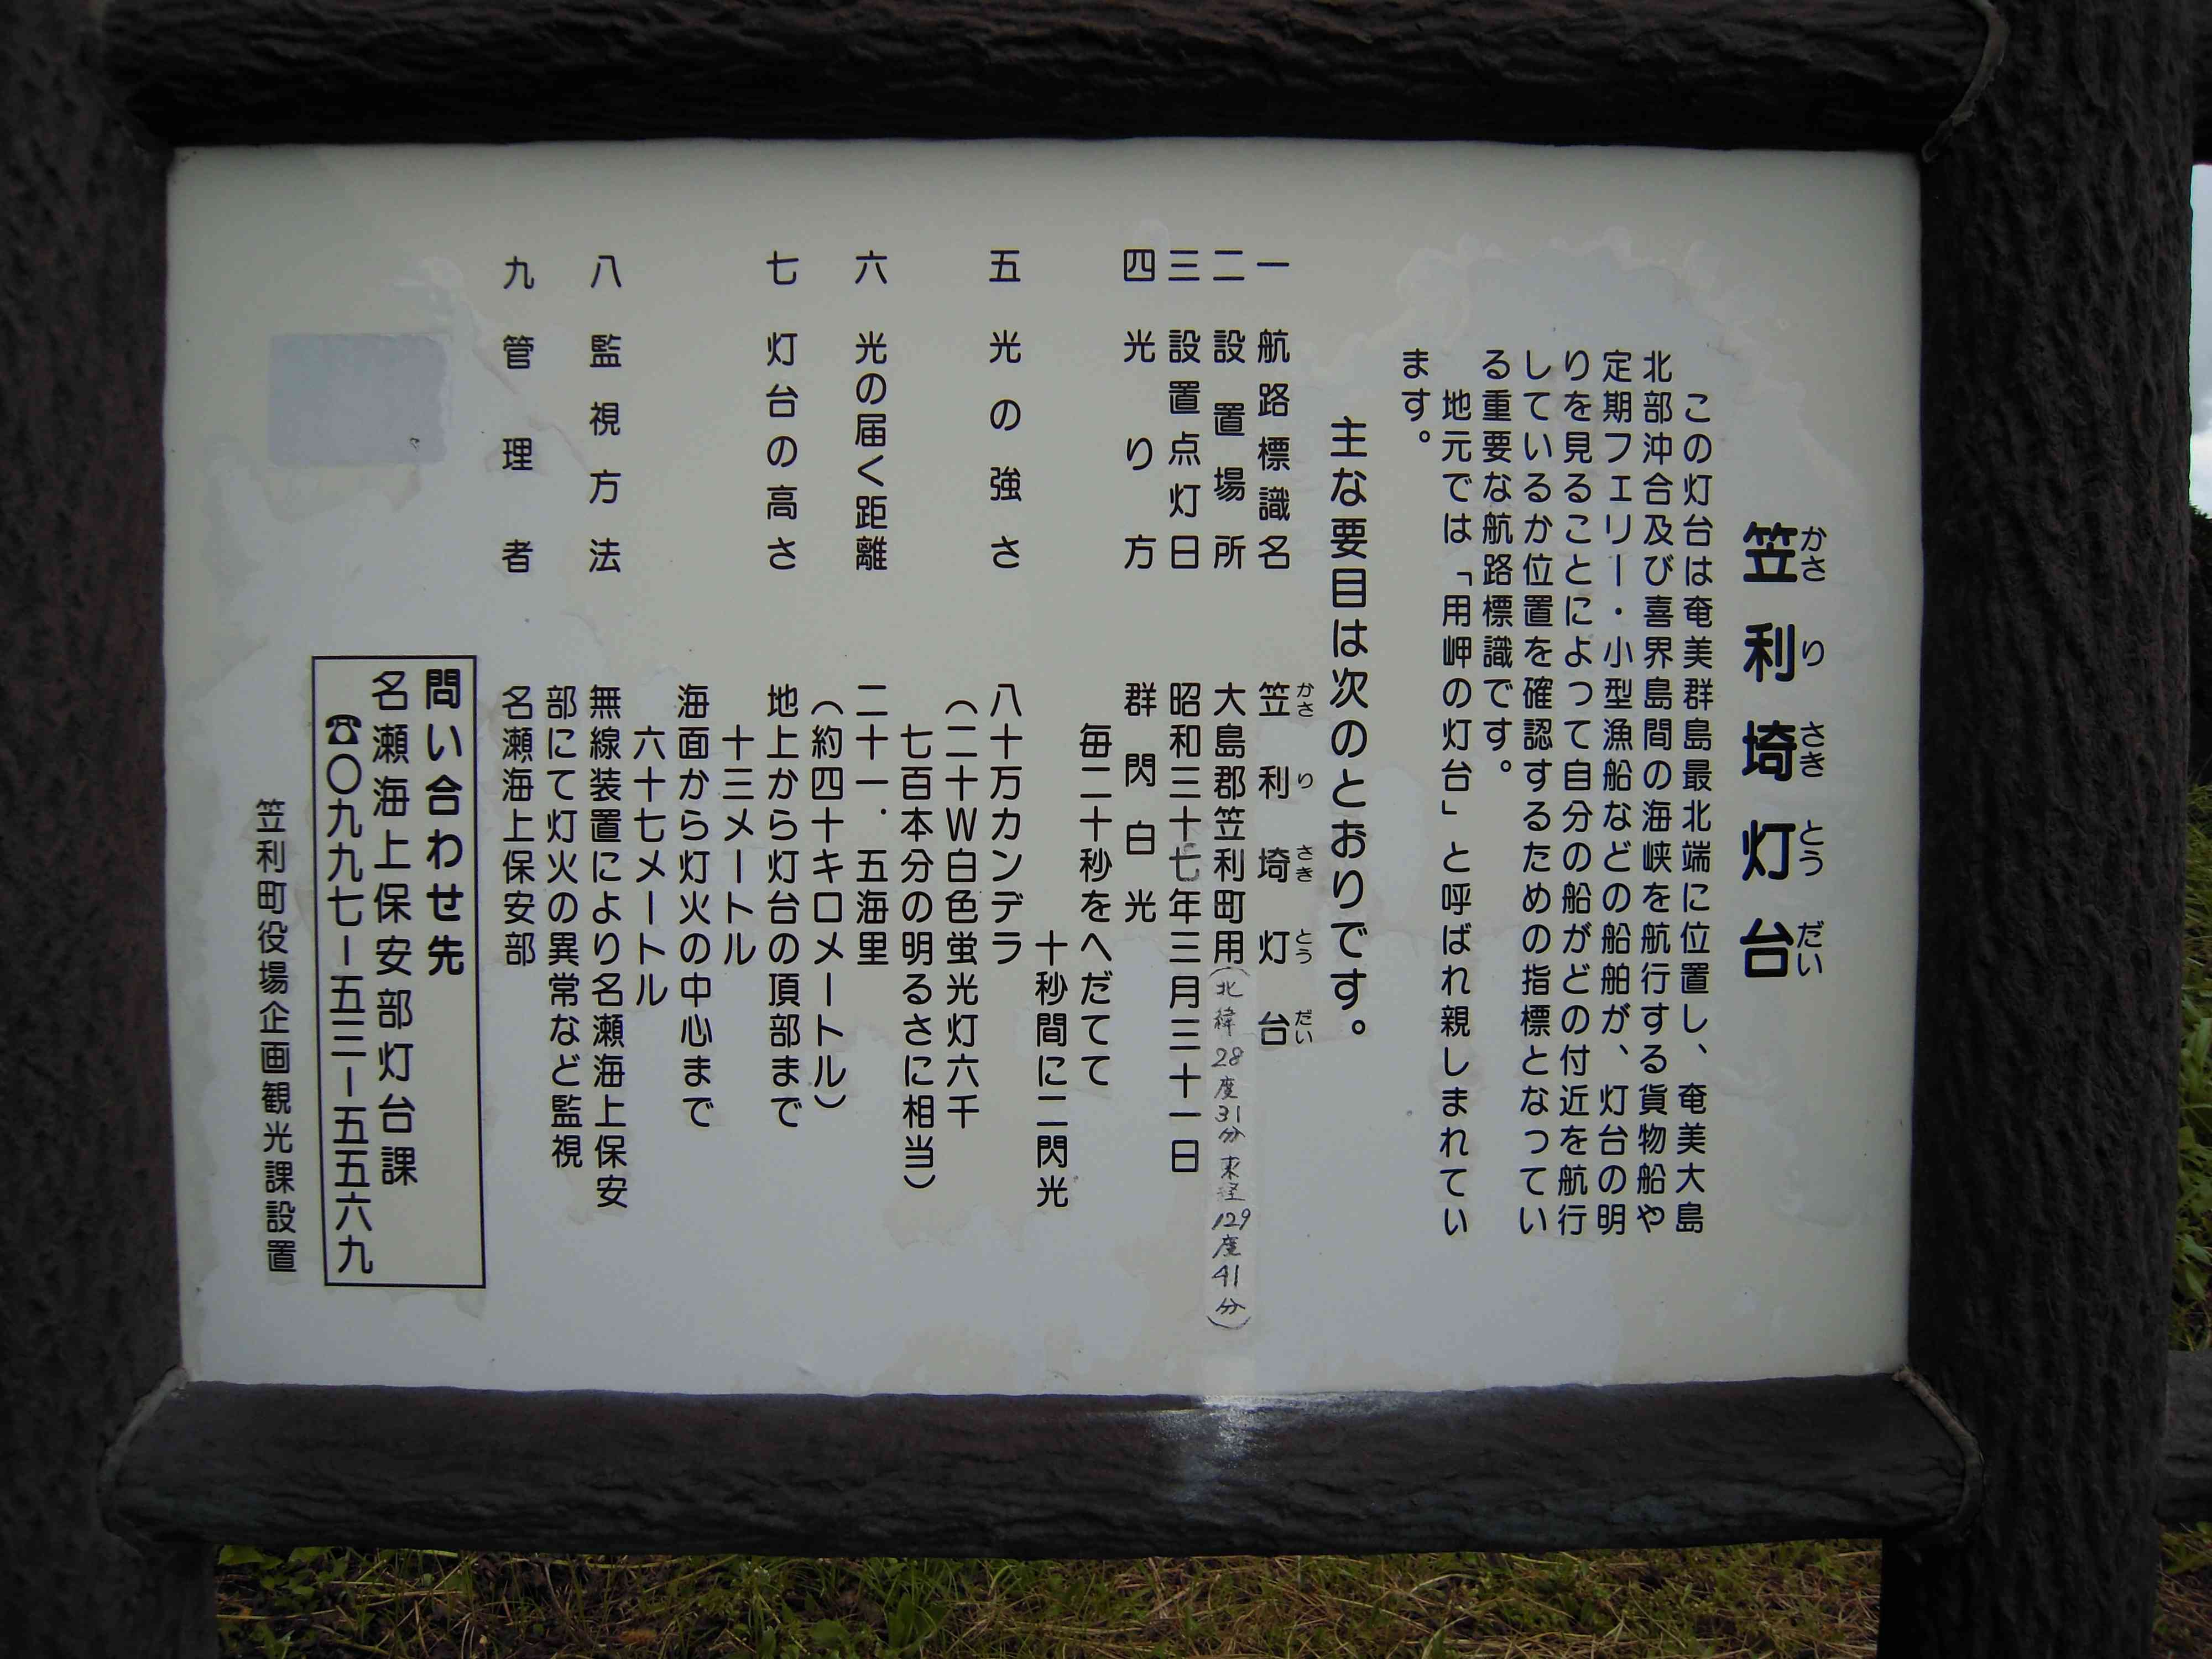 笠利埼灯台
かさりさきとうだい
この灯台は奄美群島最北端に位置し、奄美大島
北部沖合及び喜界島間の海峡を航行する貨物船や
定期フェリー・小型漁船などの船舶が、灯台の明
りを見ることによって自分の船がどの付近を航行
しているか位置を確認するための指標となってい
る重要な航路標識です。
地元では「用岬の灯台」と呼ばれ親しまれてい
ます。
主な要目は次のとおりです。
一 航路標識名 笠利埼灯台
かさりさきとうだい
二 設置場所 大島郡笠利町用(北緯28度31分 東経129度41分)
三 設置点灯日 昭和三十七年三月三十一日
四 光り方 群閃白光
毎二十秒をへだてて
十秒間に二閃光
五 光の強さ 八十万カンデラ
(二十W白色蛍光灯六千
七百本分の明るさに相当)
六 光の届く距離 二十一．五海里
(約四十キロメートル)
七 灯台の高さ 地上から灯台の頂部まで
十三メートル
海面から灯火の中心まで
六十七メートル
八 監視方法 無線装置により名瀬海上保安
部にて灯火の異常など監視
九 管理者 名瀬海上保安部
問い合わせ先
名瀬海上保安部灯台課
☎〇九九七ー五三ー五五六九
笠利町役場企画観光課設置